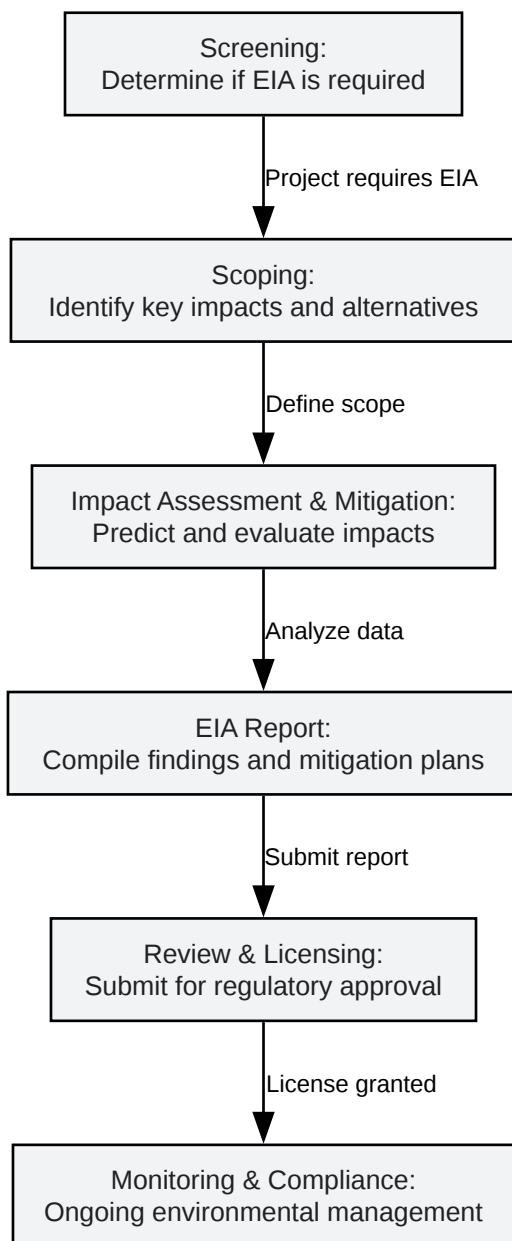 Screening:
Determine if EIA is required
Project requires EIA
Scoping:
Identify key impacts and alternatives
Define scope
Impact Assessment & Mitigation:
Predict and evaluate impacts
Analyze data
EIA Report:
Compile findings and mitigation plans
Submit report
Review & Licensing:
Submit for regulatory approval
License granted
Monitoring & Compliance:
Ongoing environmental management